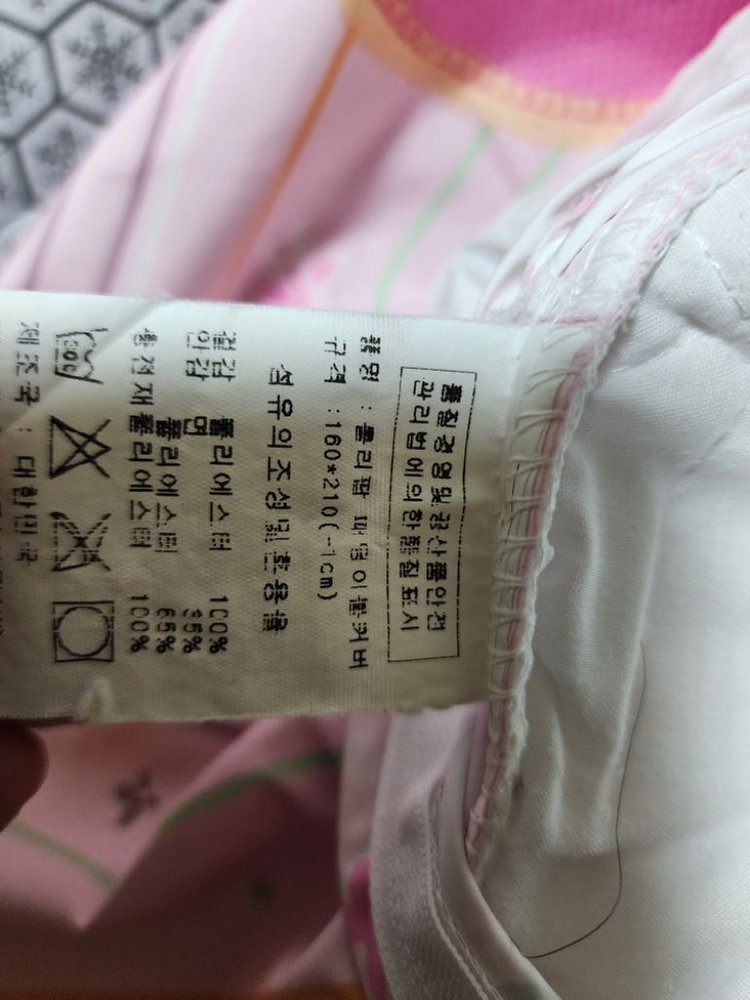 품질경영및공산품안전
관리법에의한품질표시
품명 : 폴리팜 패딩이불커버
규격 : 160*210(-1cm)
섬유의조성및혼용율
겉감 폴리에스터 100%
안감 면 35%
폴리에스터 65%
충전재폴리에스터 100%
제조국 : 대한민국